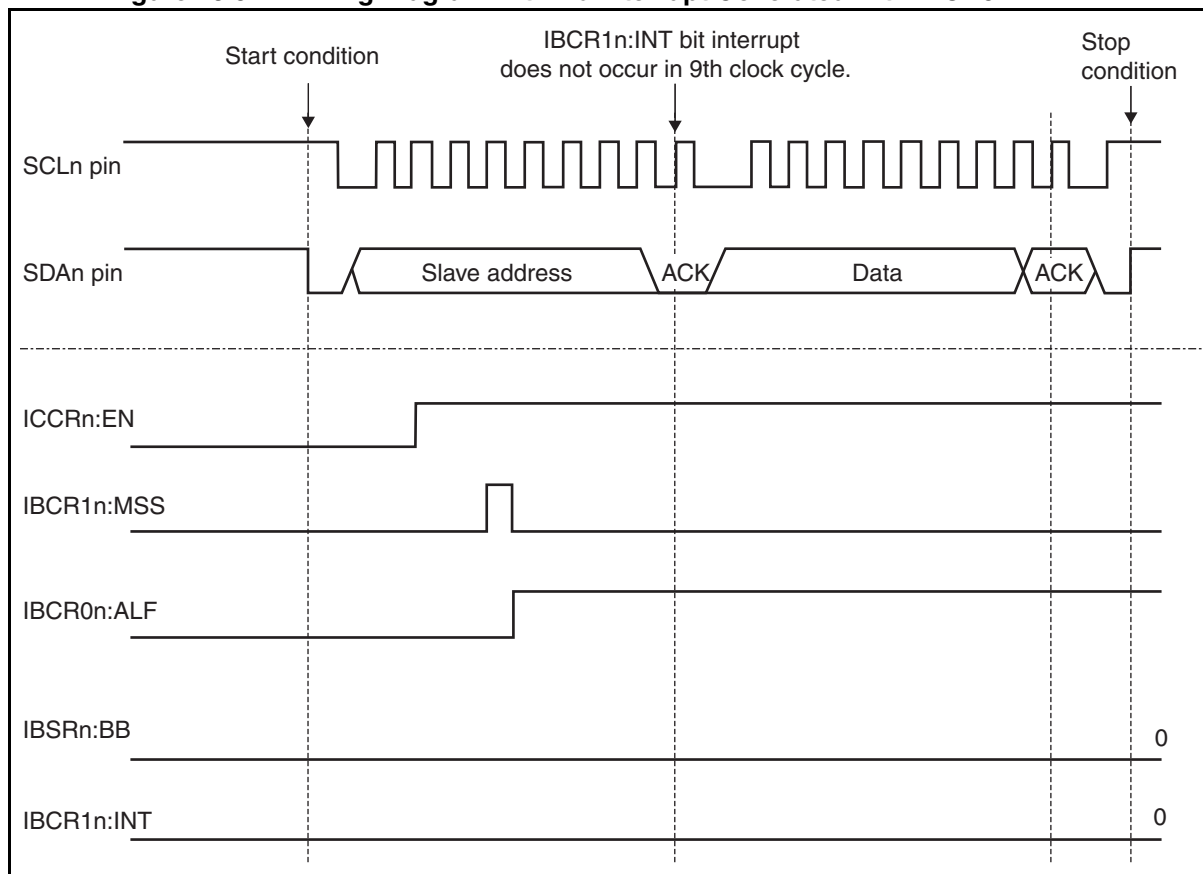 Start condition
IBCR1n:INT bit interrupt
does not occur in 9th clock cycle.
Stop
condition
SCLn pin
SDAn pin
Slave address
ACK
Data
ACK
ICCRn:EN
IBCR1n:MSS
IBCR0n:ALF
IBSRn:BB
0
IBCR1n:INT
0